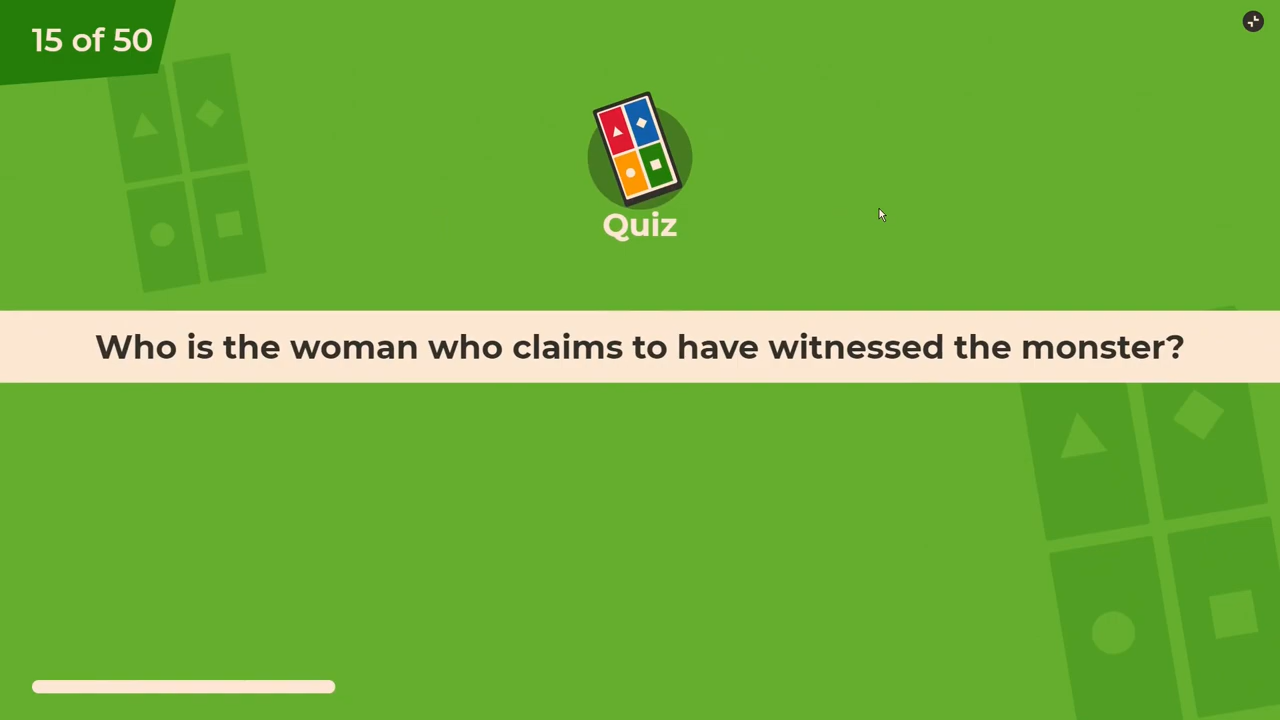 15 of 50
Quiz
Who is the woman who claims to have witnessed the monster?